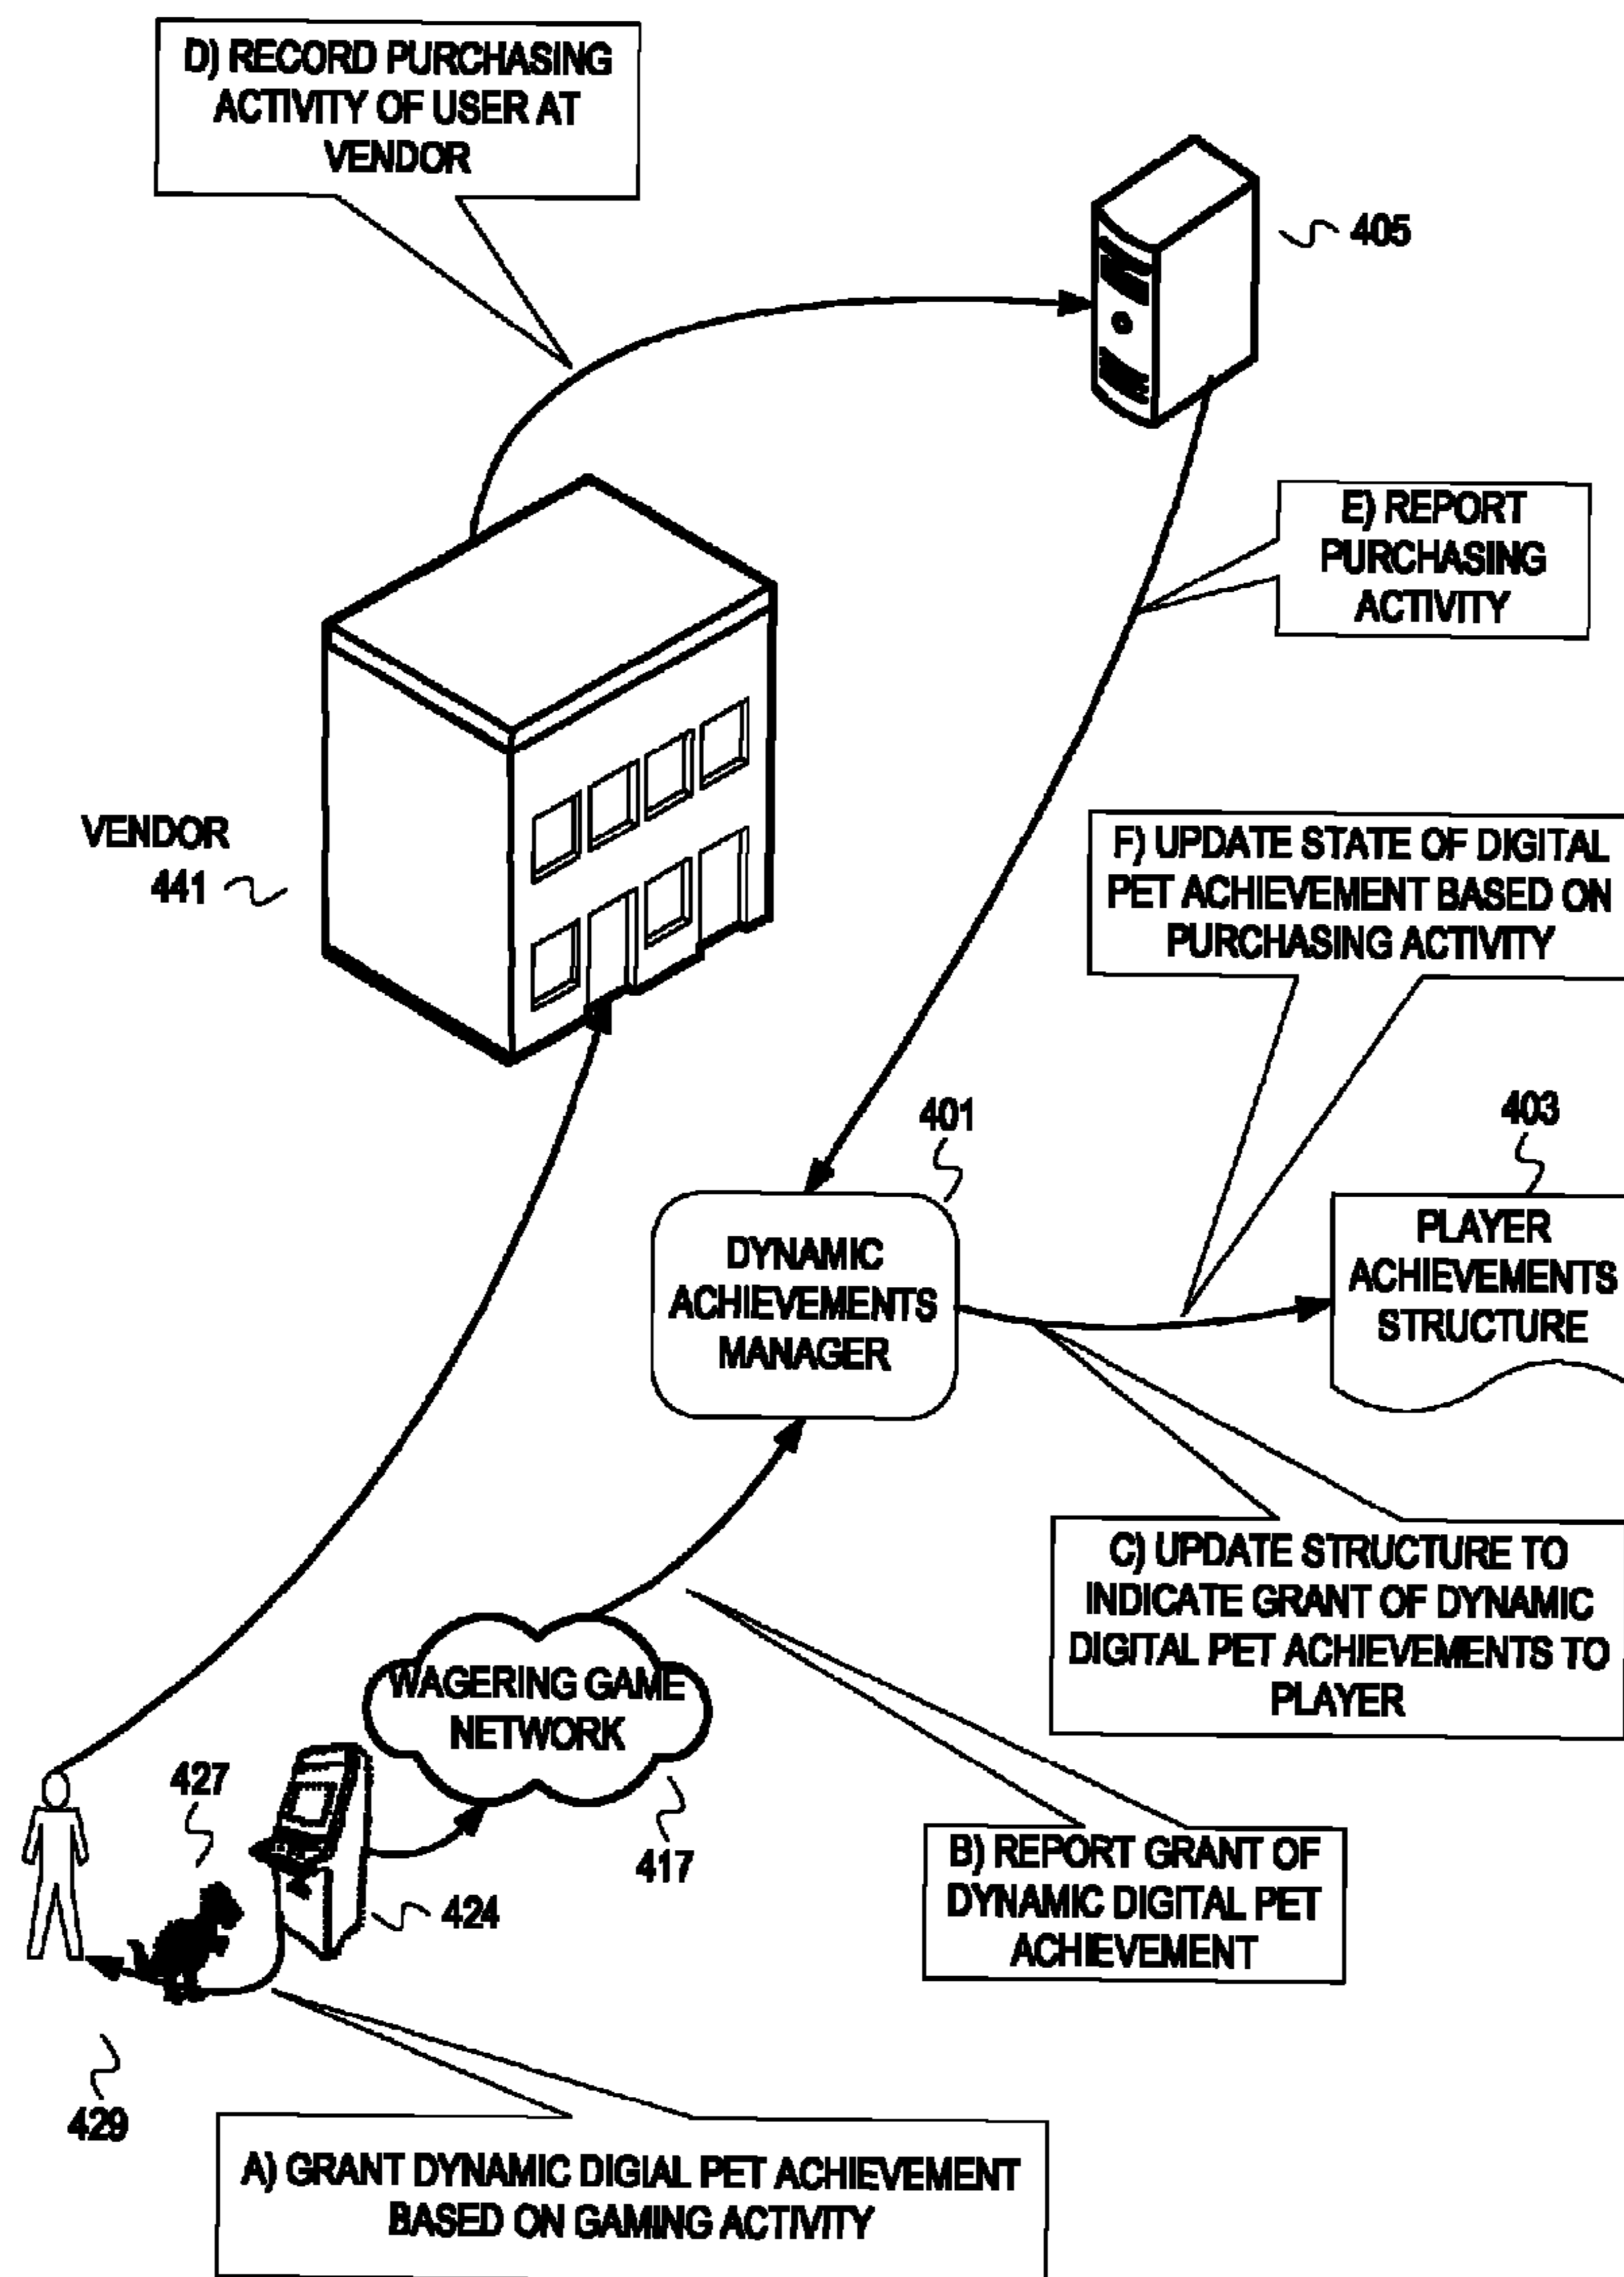 D) RECORD PURCHASING
ACTIVITY OF USER AT
VENDOR
405
E) REPORT
PURCHASING
ACTIVITY
VENDOR
441
F) UPDATE STATE OF DIGITAL
PET ACHIEVEMENT BASED ON
PURCHASING ACTIVITY
401
403
DYNAMIC
ACHIEVEMENTS
MANAGER
PLAYER
ACHIEVEMENTS
STRUCTURE
C) UPDATE STRUCTURE TO
INDICATE GRANT OF DYNAMIC
DIGITAL PET ACHIEVEMENTS TO
PLAYER
WAGERING GAME
NETWORK
427
417
424
B) REPORT GRANT OF
DYNAMIC DIGITAL PET
ACHIEVEMENT
429
A) GRANT DYNAMIC DIGIAL PET ACHIEVEMENT
BASED ON GAMING ACTIVITY